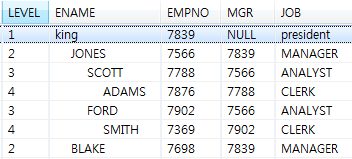 LEVEL ENAME EMPNO MGR JOB
1 king 7839 NULL president
2 JONES 7566 7839 MANAGER
3 SCOTT 7788 7566 ANALYST
4 ADAMS 7876 7788 CLERK
3 FORD 7902 7566 ANALYST
4 SMITH 7369 7902 CLERK
2 BLAKE 7698 7839 MANAGER